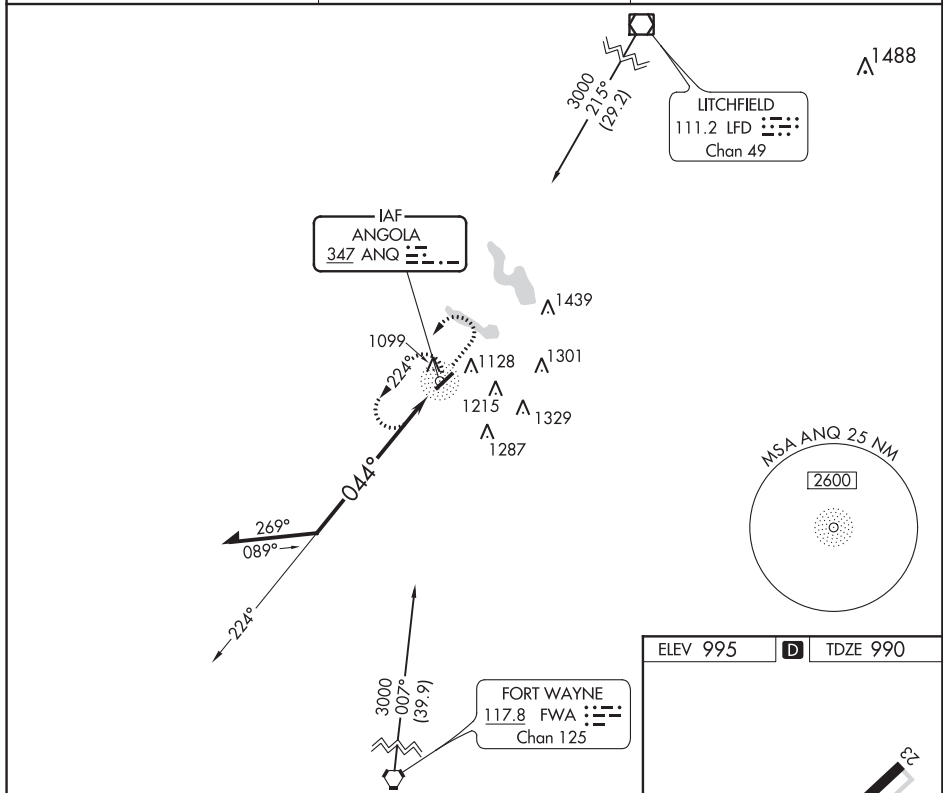 1488
3000
215°
(29.2)
LITCHFIELD
111.2 LFD
Chan 49
IAF
ANGOLA
347 ANQ
1439
1099
1128
1301
224°
1215
1329
1287
044°
MSA ANQ 25 NM
2600
269°
089°
224°
ELEV 995 D TDZE 990
3000
007°
(39.9)
FORT WAYNE
117.8 FWA
Chan 125
23